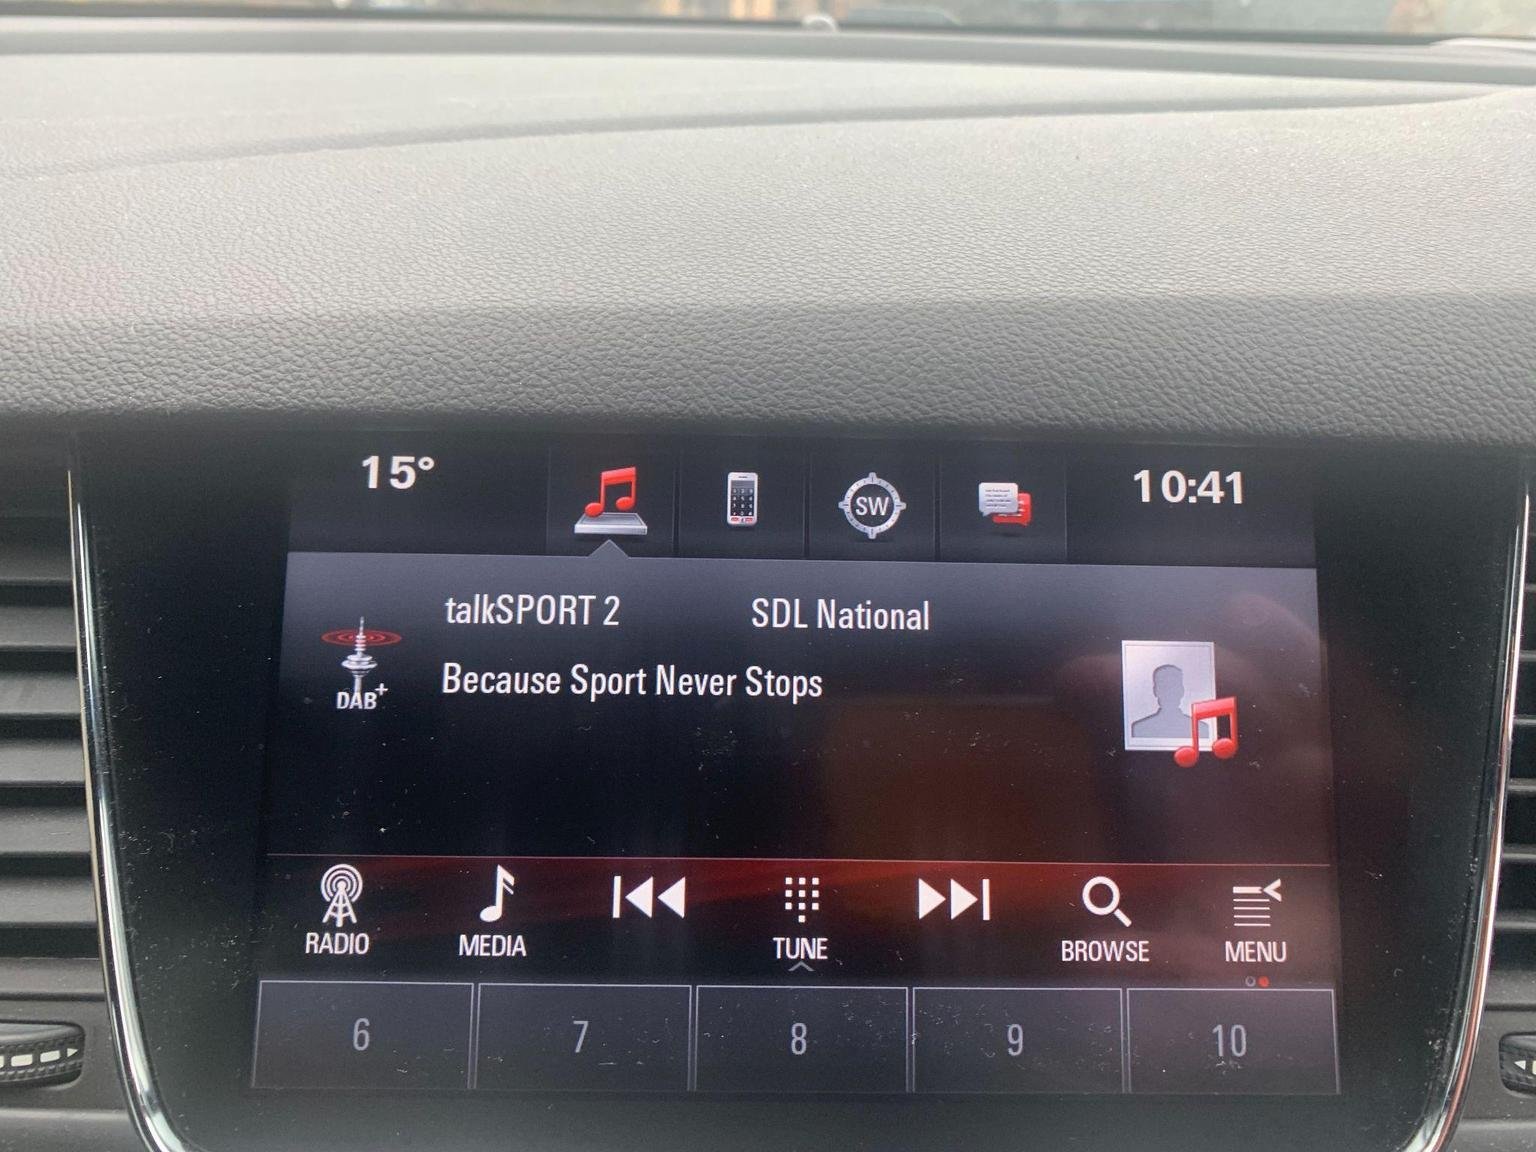 15°
SW
10:41
talkSPORT 2
SDL National
Because Sport Never Stops
DAB+
RADIO
MEDIA
TUNE
BROWSE
MENU
6
7
8
9
10